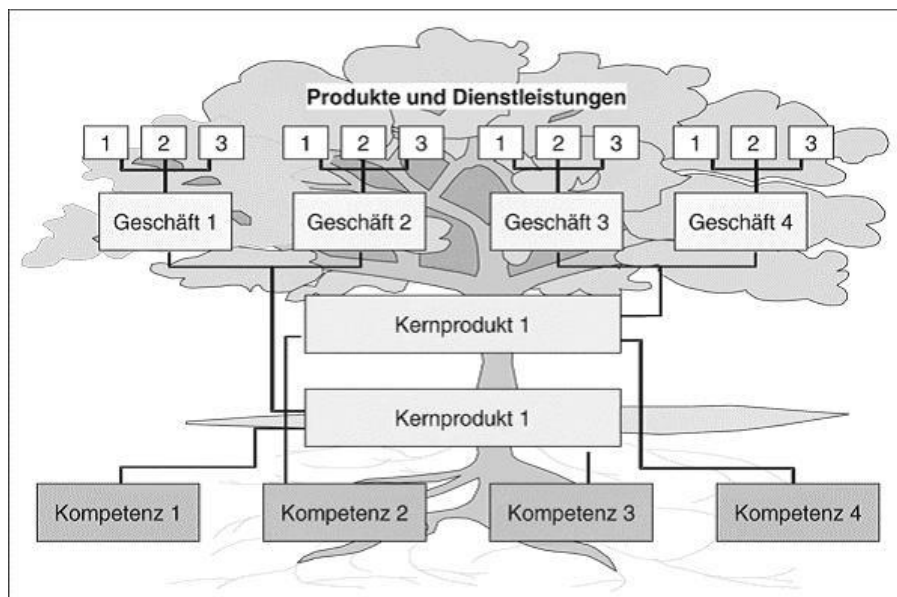 Produkte und Dienstleistungen
1 2 3 1 2 3 1 2 3 1 2 3
Geschäft 1 Geschäft 2 Geschäft 3 Geschäft 4
Kernprodukt 1
Kernprodukt 1
Kompetenz 1 Kompetenz 2 Kompetenz 3 Kompetenz 4